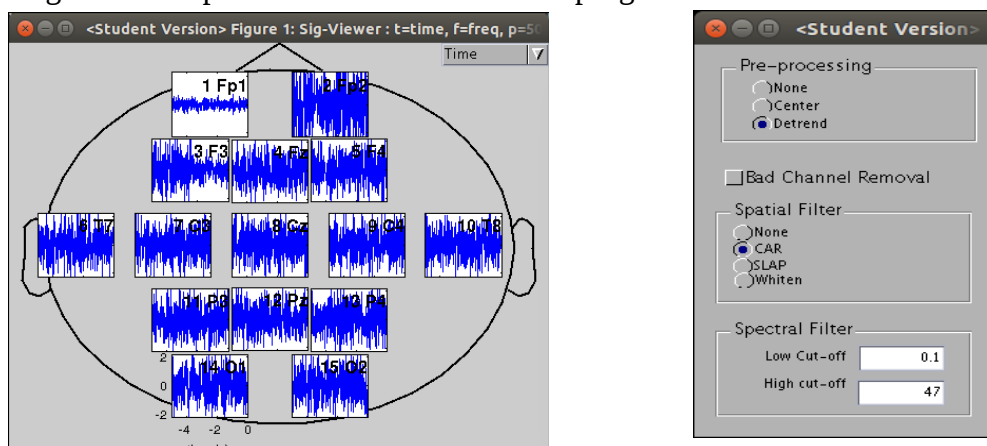 <Student Version> Figure 1: Sig-Viewer : t=time, f=freq, p=50
Time
1 Fp1
2 Fp2
3 F3
4 Fz
5 F4
6 T7
7 C3
8 Cz
9 C4
10 T8
11 P3
12 Pz
13 P4
14 O1
15 O2
2
0
-2
-4 -2 0
<Student Version>
Pre-processing
None
Center
Detrend
Bad Channel Removal
Spatial Filter
None
CAR
SLAP
Whiten
Spectral Filter
Low Cut-off 0.1
High cut-off 47